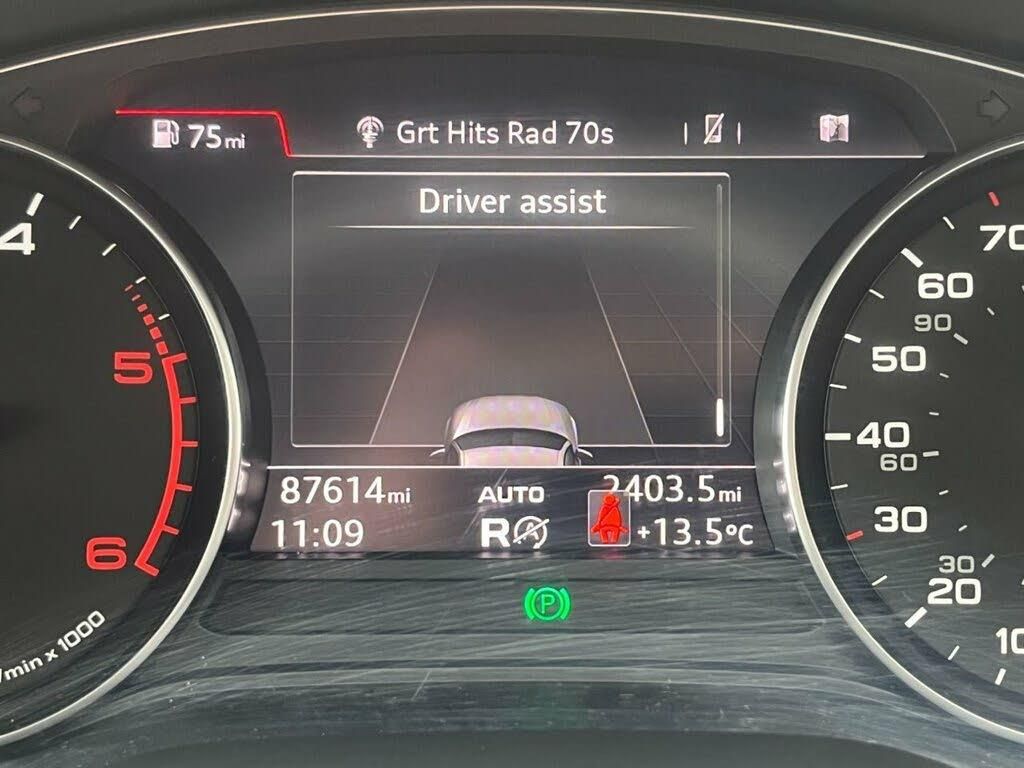 75mi
Grt Hits Rad 70s
Driver assist
87614mi
AUTO
2403.5mi
11:09
R
A
+13.5°C
P
4
5
6
/min x 1000
70
60
90
50
40
60
30
30
20
10